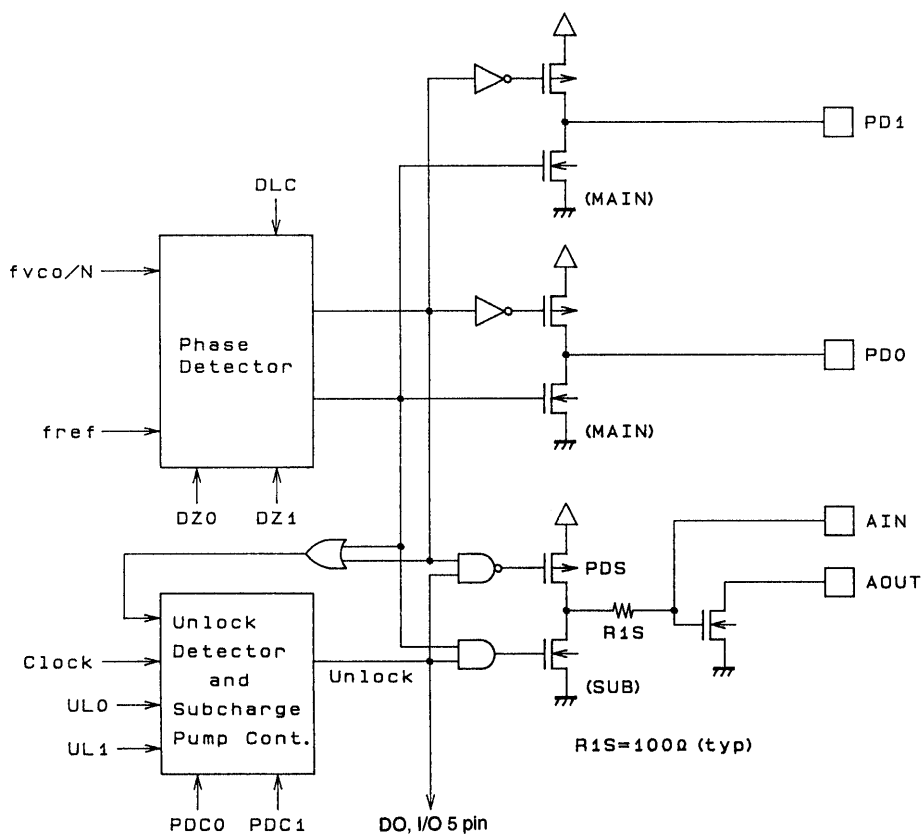 PD1
(MAIN)
DLC
fvco/N
Phase
Detector
PD0
fref
(MAIN)
DZ0
DZ1
AIN
PDS
AOUT
R1S
Unlock
Detector
and
Subcharge
Pump Cont.
Clock
Unlock
(SUB)
UL0
UL1
R1S=100Ω (typ)
PDC0
PDC1
DO, I/O 5 pin